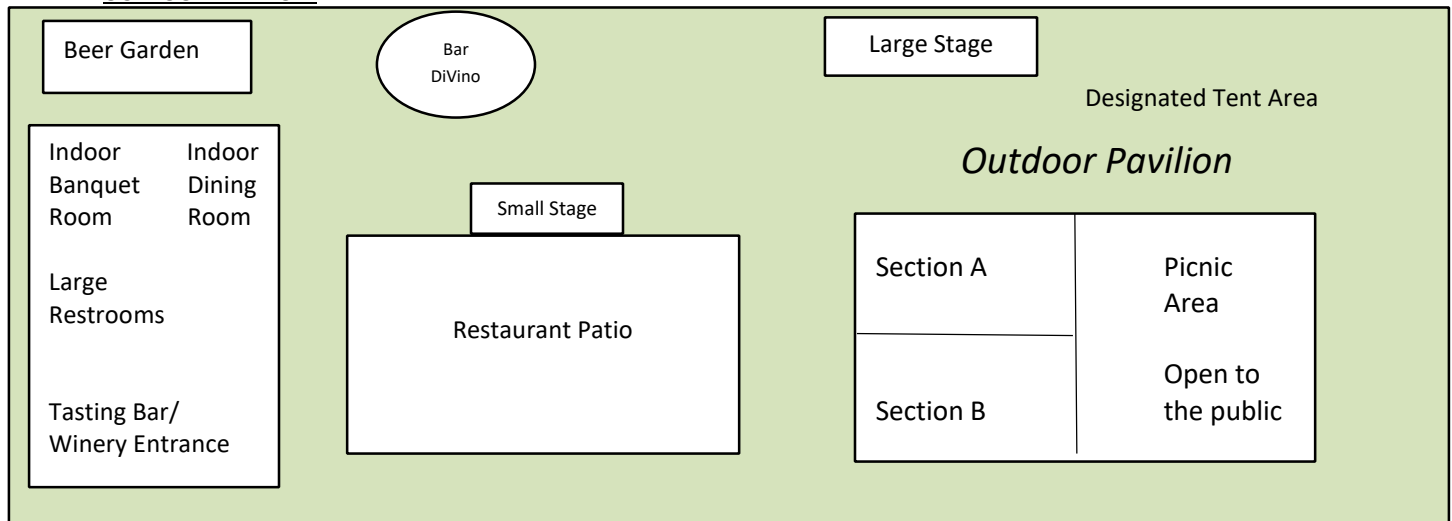 Beer Garden
Bar
DiVino
Large Stage
Designated Tent Area
Outdoor Pavilion
Indoor
Banquet
Room
Indoor
Dining
Room
Large
Restrooms
Tasting Bar/
Winery Entrance
Small Stage
Restaurant Patio
Section A
Section B
Picnic
Area
Open to
the public